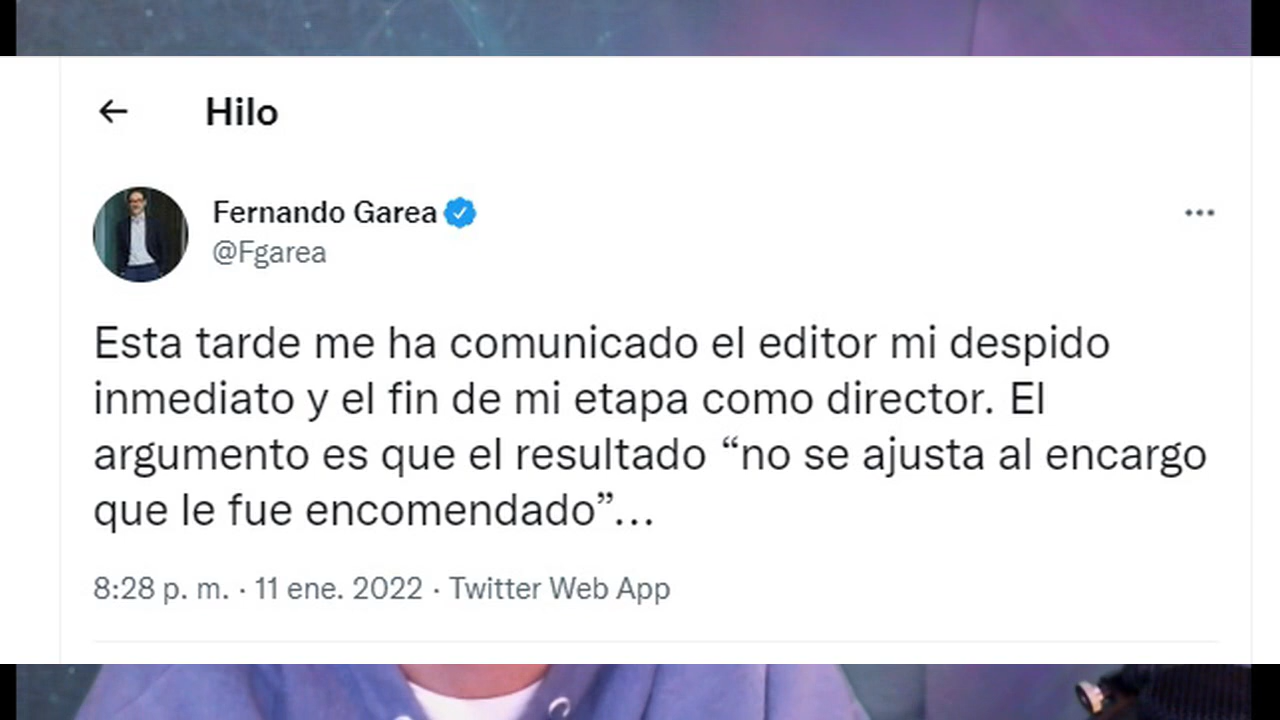 Hilo
Fernando Garea
@Fgarea
Esta tarde me ha comunicado el editor mi despido
inmediato y el fin de mi etapa como director. El
argumento es que el resultado “no se ajusta al encargo
que le fue encomendado”...
8:28 p. m. · 11 ene. 2022 · Twitter Web App